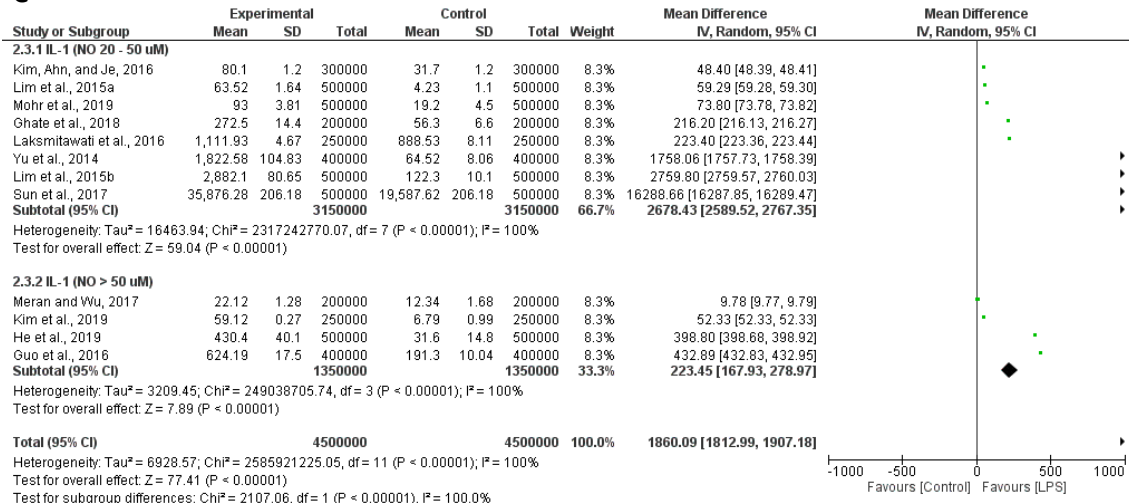 Experimental Control Mean Difference Mean Difference
Study or Subgroup Mean SD Total Mean SD Total Weight IV, Random, 95% CI IV, Random, 95% CI
2.3.1 IL-1 (NO 20 - 50 uM)
Kim, Ahn, and Je, 2016 80.1 1.2 300000 31.7 1.2 300000 8.3% 48.40 [48.39, 48.41]
Lim et al., 2015a 63.52 1.64 500000 4.23 1.1 500000 8.3% 59.29 [59.28, 59.30]
Mohr et al., 2019 93 3.81 500000 19.2 4.5 500000 8.3% 73.80 [73.78, 73.82]
Ghate et al., 2018 272.5 14.4 200000 56.3 6.6 200000 8.3% 216.20 [216.13, 216.27]
Laksmitawati et al., 2016 1,111.93 4.67 250000 888.53 8.11 250000 8.3% 223.40 [223.36, 223.44]
Yu et al., 2014 1,822.58 104.83 400000 64.52 8.06 400000 8.3% 1758.06 [1757.73, 1758.39]
Lim et al., 2015b 2,882.1 80.65 500000 122.3 10.1 500000 8.3% 2759.80 [2759.57, 2760.03]
Sun et al., 2017 35,876.28 206.18 500000 19,587.62 206.18 500000 8.3% 16288.66 [16287.85, 16289.47]
Subtotal (95% CI) 3150000 3150000 66.7% 2678.43 [2589.52, 2767.35]
Heterogeneity: Tau² = 16463.94; Chi² = 2317242770.07, df = 7 (P < 0.00001); I² = 100%
Test for overall effect: Z = 59.04 (P < 0.00001)
2.3.2 IL-1 (NO > 50 uM)
Meran and Wu, 2017 22.12 1.28 200000 12.34 1.68 200000 8.3% 9.78 [9.77, 9.79]
Kim et al., 2019 59.12 0.27 250000 6.79 0.99 250000 8.3% 52.33 [52.33, 52.33]
He et al., 2019 430.4 40.1 500000 31.6 14.8 500000 8.3% 398.80 [398.68, 398.92]
Guo et al., 2016 624.19 17.5 400000 191.3 10.04 400000 8.3% 432.89 [432.83, 432.95]
Subtotal (95% CI) 1350000 1350000 33.3% 223.45 [167.93, 278.97]
Heterogeneity: Tau² = 3209.45; Chi² = 249038705.74, df = 3 (P < 0.00001); I² = 100%
Test for overall effect: Z = 7.89 (P < 0.00001)
Total (95% CI) 4500000 4500000 100.0% 1860.09 [1812.99, 1907.18]
Heterogeneity: Tau² = 6928.57; Chi² = 2585921225.05, df = 11 (P < 0.00001); I² = 100%
Test for overall effect: Z = 77.41 (P < 0.00001)
Test for subgroup differences: Chi² = 2107.06, df = 1 (P < 0.00001), I² = 100.0%
-1000 -500 0 500 1000
Favours [Control] Favours [LPS]